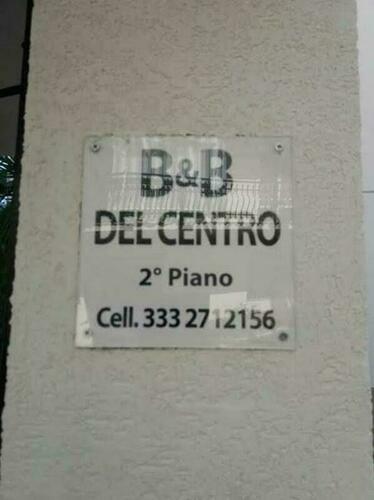 B&B
DEL CENTRO
2° Piano
Cell. 333 2712156